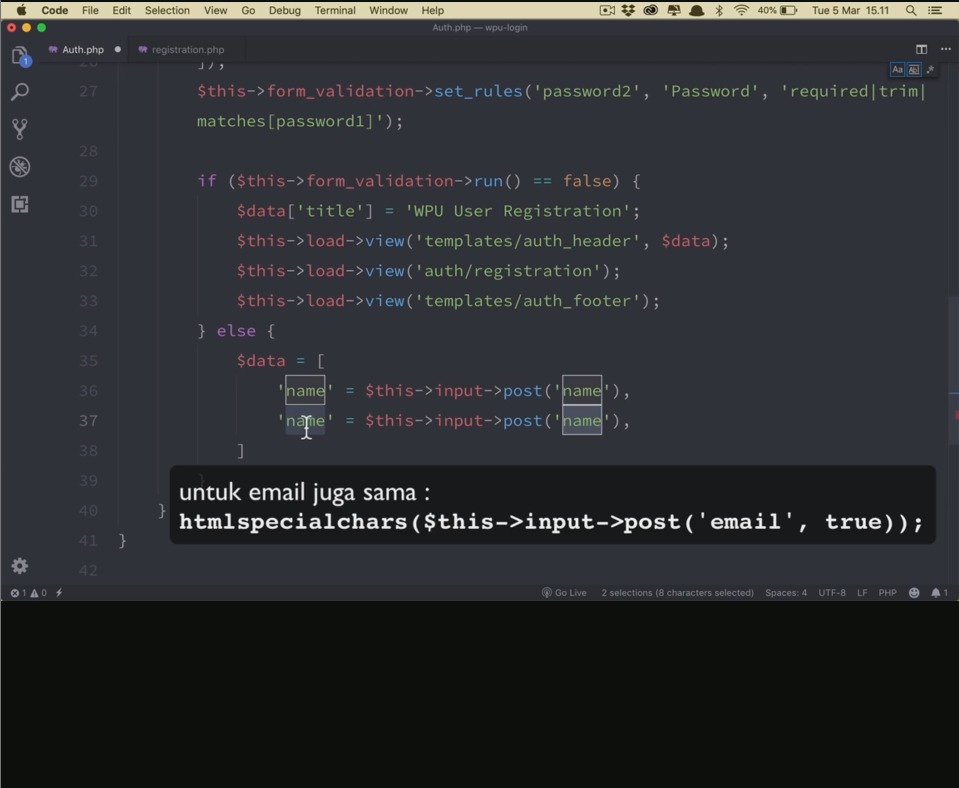 Code File Edit Selection View Go Debug Terminal Window Help 40% Tue 5 Mar 15.11
Auth.php — wpu-login
Auth.php registration.php
Aa Abl .*
1
26 ]);
27 $this->form_validation->set_rules('password2', 'Password', 'required|trim|
matches[password1]');
28
29 if ($this->form_validation->run() == false) {
30 $data['title'] = 'WPU User Registration';
31 $this->load->view('templates/auth_header', $data);
32 $this->load->view('auth/registration');
33 $this->load->view('templates/auth_footer');
34 } else {
35 $data = [
36 'name' = $this->input->post('name'),
37 'name' = $this->input->post('name'),
38 ]
39 }
40 }
41 }
42
untuk email juga sama :
htmlspecialchars($this->input->post('email', true));
1 0 Go Live 2 selections (8 characters selected) Spaces: 4 UTF-8 LF PHP 1